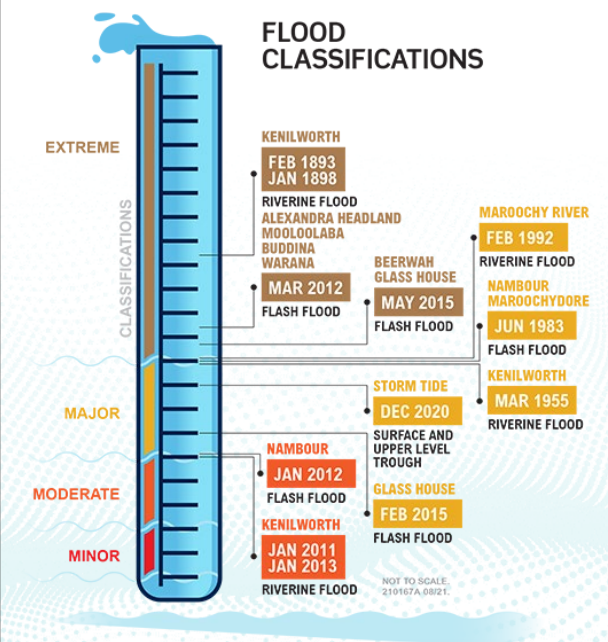 FLOOD
CLASSIFICATIONS
EXTREME
CLASSIFICATIONS
MAJOR
MODERATE
MINOR
KENILWORTH
FEB 1893
JAN 1898
RIVERINE FLOOD
ALEXANDRA HEADLAND
MOOLOOLABA
BUDDINA
WARANA
MAR 2012
FLASH FLOOD
BEERWAH
GLASS HOUSE
MAY 2015
FLASH FLOOD
MAROOCHY RIVER
FEB 1992
RIVERINE FLOOD
NAMBOUR
MAROOCHYDORE
JUN 1983
FLASH FLOOD
KENILWORTH
MAR 1955
RIVERINE FLOOD
STORM TIDE
DEC 2020
SURFACE AND
UPPER LEVEL
TROUGH
NAMBOUR
JAN 2012
FLASH FLOOD
GLASS HOUSE
FEB 2015
FLASH FLOOD
KENILWORTH
JAN 2011
JAN 2013
RIVERINE FLOOD
NOT TO SCALE.
210167A 08/21.